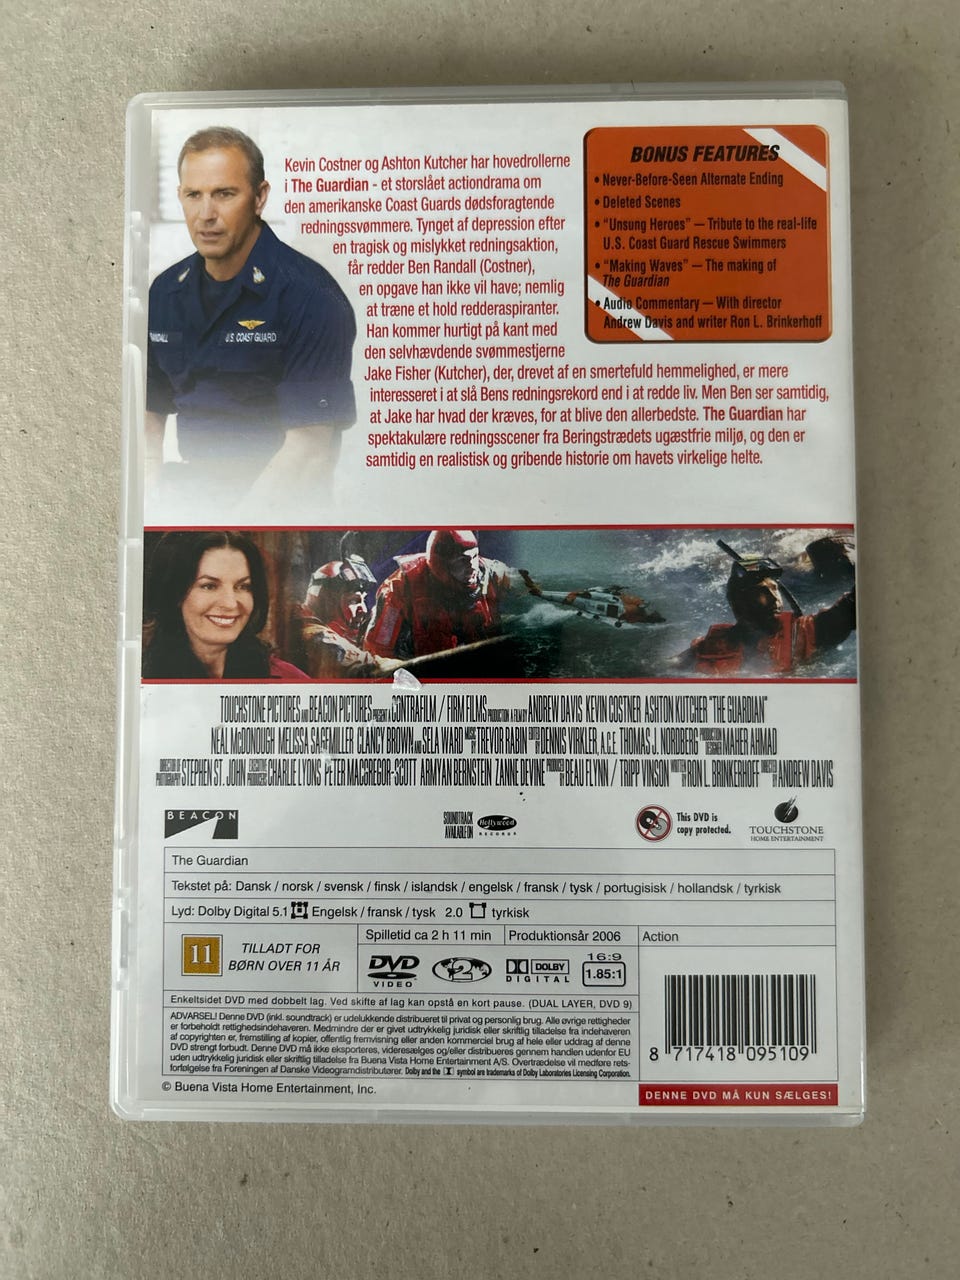 Kevin Costner og Ashton Kutcher har hovedrollerne
i The Guardian - et storslået actiondrama om
den amerikanske Coast Guards dødsforagtende
redningssvømmere. Tynget af depression efter
en tragisk og mislykket redningsaktion,
får redder Ben Randall (Costner),
en opgave han ikke vil have; nemlig
at træne et hold redderaspiranter.
Han kommer hurtigt på kant med
den selvhævdende svømmestjerne
Jake Fisher (Kutcher), der, drevet af en smertefuld hemmelighed, er mere
interesseret i at slå Bens redningsrekord end i at redde liv. Men Ben ser samtidig,
at Jake har hvad der kræves, for at blive den allerbedste. The Guardian har
spektakulære redningsscener fra Beringstrædets ugæstfrie miljø, og den er
samtidig en realistisk og gribende historie om havets virkelige helte.
BONUS FEATURES
• Never-Before-Seen Alternate Ending
• Deleted Scenes
• "Unsung Heroes" — Tribute to the real-life
U.S. Coast Guard Rescue Swimmers
• "Making Waves" — The making of
The Guardian
• Audio Commentary — With director
Andrew Davis and writer Ron L. Brinkerhoff
U.S. COAST GUARD
TOUCHSTONE PICTURES AND BEACON PICTURES PRESENT A CONTRAFILM / FIRM FILMS PRODUCTION A FILM BY ANDREW DAVIS KEVIN COSTNER ASHTON KUTCHER "THE GUARDIAN"
NEAL McDONOUGH MELISSA SAGEMILLER CLANCY BROWN AND SELA WARD MUSIC BY TREVOR RABIN EDITED BY DENNIS VIRKLER, A.C.E. THOMAS J. NORDBERG PRODUCTION DESIGNER MAHER AHMAD
DIRECTOR OF PHOTOGRAPHY STEPHEN ST. JOHN EXECUTIVE PRODUCERS CHARLIE LYONS PETER MACGREGOR-SCOTT ARMYAN BERNSTEIN ZANNE DEVINE PRODUCED BY BEAU FLYNN / TRIPP VINSON WRITTEN BY RON L. BRINKERHOFF DIRECTED BY ANDREW DAVIS
BEACON
SOUNDTRACK
AVAILABLE ON
Hollywood
RECORDS
This DVD is
copy protected.
TOUCHSTONE
HOME ENTERTAINMENT
The Guardian
Tekstet på: Dansk / norsk / svensk / finsk / islandsk / engelsk / fransk / tysk / portugisisk / hollandsk / tyrkisk
Lyd: Dolby Digital 5.1 Engelsk / fransk / tysk 2.0 tyrkisk
11
TILLADT FOR
BØRN OVER 11 ÅR
Spilletid ca 2 h 11 min
Produktionsår 2006
Action
DVD
VIDEO
2
DOLBY
DIGITAL
16:9
1.85:1
Enkeltsidet DVD med dobbelt lag. Ved skifte af lag kan opstå en kort pause. (DUAL LAYER, DVD 9)
ADVARSEL! Denne DVD (inkl. soundtrack) er udelukkende distribueret til privat og personlig brug. Alle øvrige rettigheder
er forbeholdt rettighedsindehaveren. Medmindre der er givet udtrykkelig juridisk eller skriftlig tilladelse fra indehaveren
af copyrighten er, fremstilling af kopier, offentlig fremvisning eller anden kommerciel brug af hele eller uddrag af denne
DVD strengt forbudt. Denne DVD må ikke eksporteres, videresælges og/eller distribueres gennem handlen udenfor EU
uden udtrykkelig juridisk eller skriftlig tilladelse fra Buena Vista Home Entertainment A/S. Overtrædelse vil medføre rets-
forfølgelse fra Foreningen af Danske Videogramdistributører. Dolby and the symbol are trademarks of Dolby Laboratories Licensing Corporation.
8 717418 095109
© Buena Vista Home Entertainment, Inc.
DENNE DVD MÅ KUN SÆLGES!